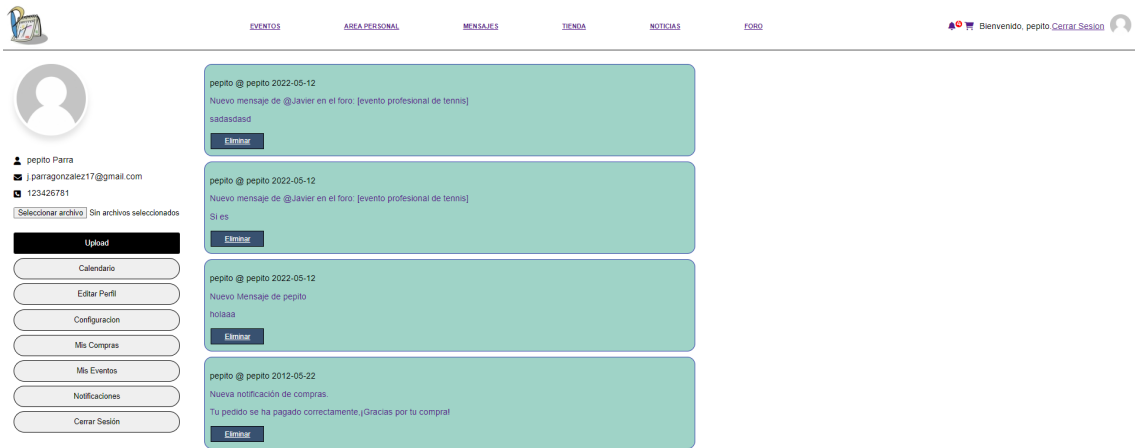 EVENTOS AREA PERSONAL MENSAJES TIENDA NOTICIAS FORO
4 Bienvenido, pepito.Cerrar Sesion
pepito Parra
j.parragonzalez17@gmail.com
123426781
Seleccionar archivo Sin archivos seleccionados
Upload
Calendario
Editar Perfil
Configuracion
Mis Compras
Mis Eventos
Notificaciones
Cerrar Sesión
pepito @ pepito 2022-05-12
Nuevo mensaje de @Javier en el foro: [evento profesional de tennis]
sadasdasd
Eliminar
pepito @ pepito 2022-05-12
Nuevo mensaje de @Javier en el foro: [evento profesional de tennis]
Si es
Eliminar
pepito @ pepito 2022-05-12
Nuevo Mensaje de pepito
holaaa
Eliminar
pepito @ pepito 2012-05-22
Nueva notificación de compras.
Tu pedido se ha pagado correctamente,¡Gracias por tu compra!
Eliminar